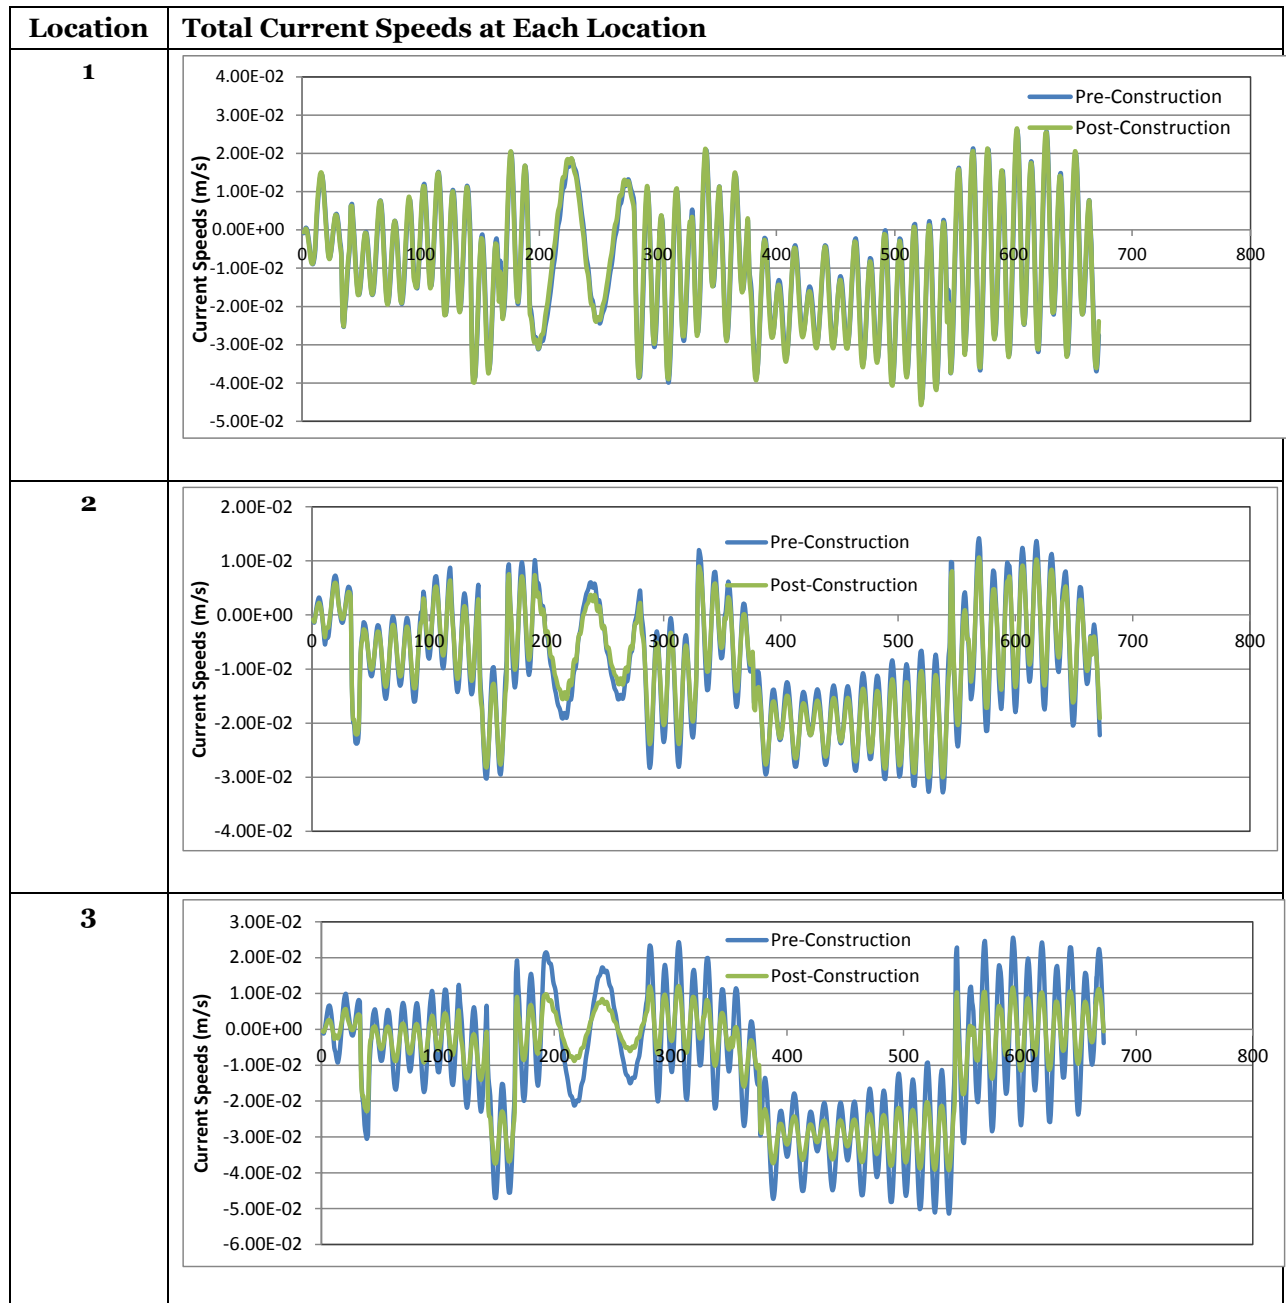 Location Total Current Speeds at Each Location
1
4.00E-02
3.00E-02
2.00E-02
1.00E-02
0.00E+00
-1.00E-02
-2.00E-02
-3.00E-02
-4.00E-02
-5.00E-02
Current Speeds (m/s)
0 100 200 300 400 500 600 700 800
Pre-Construction
Post-Construction
2
2.00E-02
1.00E-02
0.00E+00
-1.00E-02
-2.00E-02
-3.00E-02
-4.00E-02
Current Speeds (m/s)
0 100 200 300 400 500 600 700 800
Pre-Construction
Post-Construction
3
3.00E-02
2.00E-02
1.00E-02
0.00E+00
-1.00E-02
-2.00E-02
-3.00E-02
-4.00E-02
-5.00E-02
-6.00E-02
Current Speeds (m/s)
0 100 200 300 400 500 600 700 800
Pre-Construction
Post-Construction